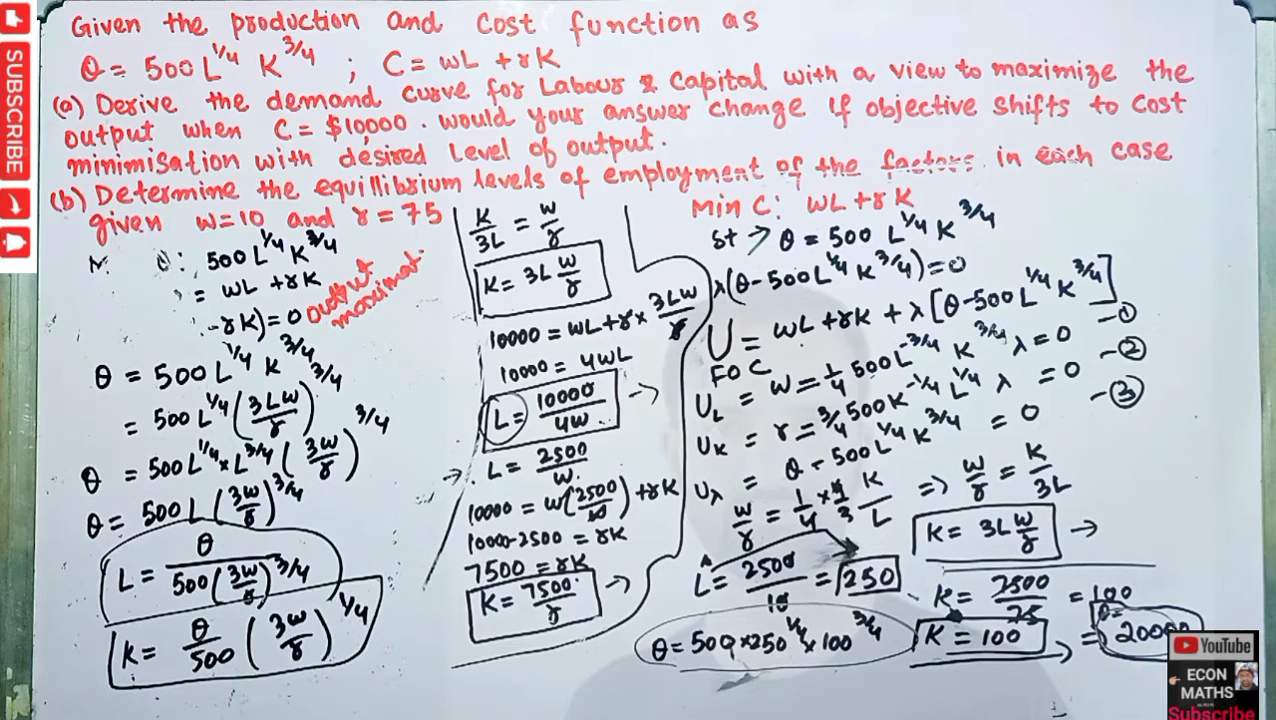 Given the production and cost function as
Q = 500 L^1/4 K^3/4 ; C = wL + rK
(a) Derive the demand curve for Labour & Capital with a view to maximize the
output when C = $10,000. would your answer change if objective shifts to cost
minimisation with desired level of output.
(b) Determine the equillibrium levels of employment of the factors in each case
given w=10 and r=75
500 L^1/4 K^3/4
= wL + rK
- rK) = 0
output
maximat
θ = 500 L^1/4 K^3/4
= 500 L^1/4 (3Lw/r)^3/4
θ = 500 L^1/4 × L^3/4 (3w/r)^3/4
θ = 500 L (3w/r)^3/4
L = θ / 500 (3w/r)^3/4
K = θ/500 (3w/r)^1/4
K/3L = w/r
K = 3L w/r
10000 = wL + r × 3Lw/r
10000 = 4wL
L = 10000/4w
L = 2500/w
10000 = w(2500/w) + rK
10000-2500 = rK
7500 = rK
K = 7500/r
Min C: wL + rK
St → θ = 500 L^1/4 K^3/4
λ(θ - 500 L^1/4 K^3/4) = 0
U = wL + rK + λ[θ - 500 L^1/4 K^3/4]
FOC
U_L = w = 1/4 500 L^-3/4 K^3/4 λ = 0 - ①
U_K = r = 3/4 500 K^-1/4 L^1/4 λ = 0 - ②
U_λ = θ - 500 L^1/4 K^3/4 = 0 - ③
w/r = 1/4 × 4/3 K/L => w/r = K/3L
K = 3L w/r →
L = 2500/10 = 250
K = 7500/75 = 100
K = 100
θ = 500 × 250^1/4 × 100^3/4
= θ = 20000
SUBSCRIBE
YouTube
ECON
MATHS
Subscribe